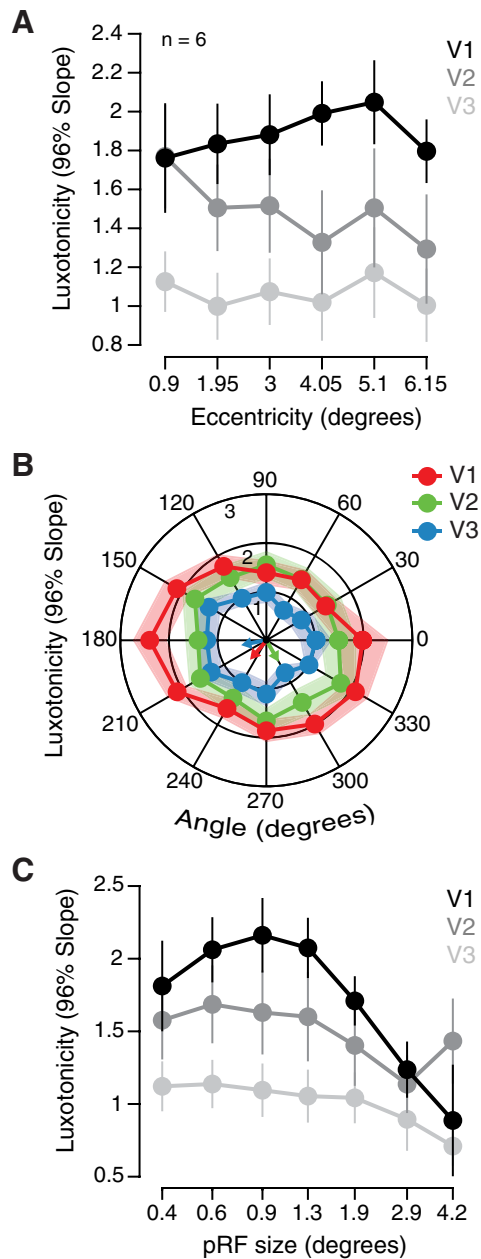 A
n = 6
V1
V2
V3
Luxotonicity (96% Slope)
2.4
2.2
2
1.8
1.6
1.4
1.2
1
0.8
0.9 1.95 3 4.05 5.1 6.15
Eccentricity (degrees)
B
V1
V2
V3
Luxotonicity (96% Slope)
90
120 60
3
150 30
2
1
180 0
210 330
240 300
270
Angle (degrees)
C
V1
V2
V3
Luxotonicity (96% Slope)
2.5
2
1.5
1
0.5
0.4 0.6 0.9 1.3 1.9 2.9 4.2
pRF size (degrees)